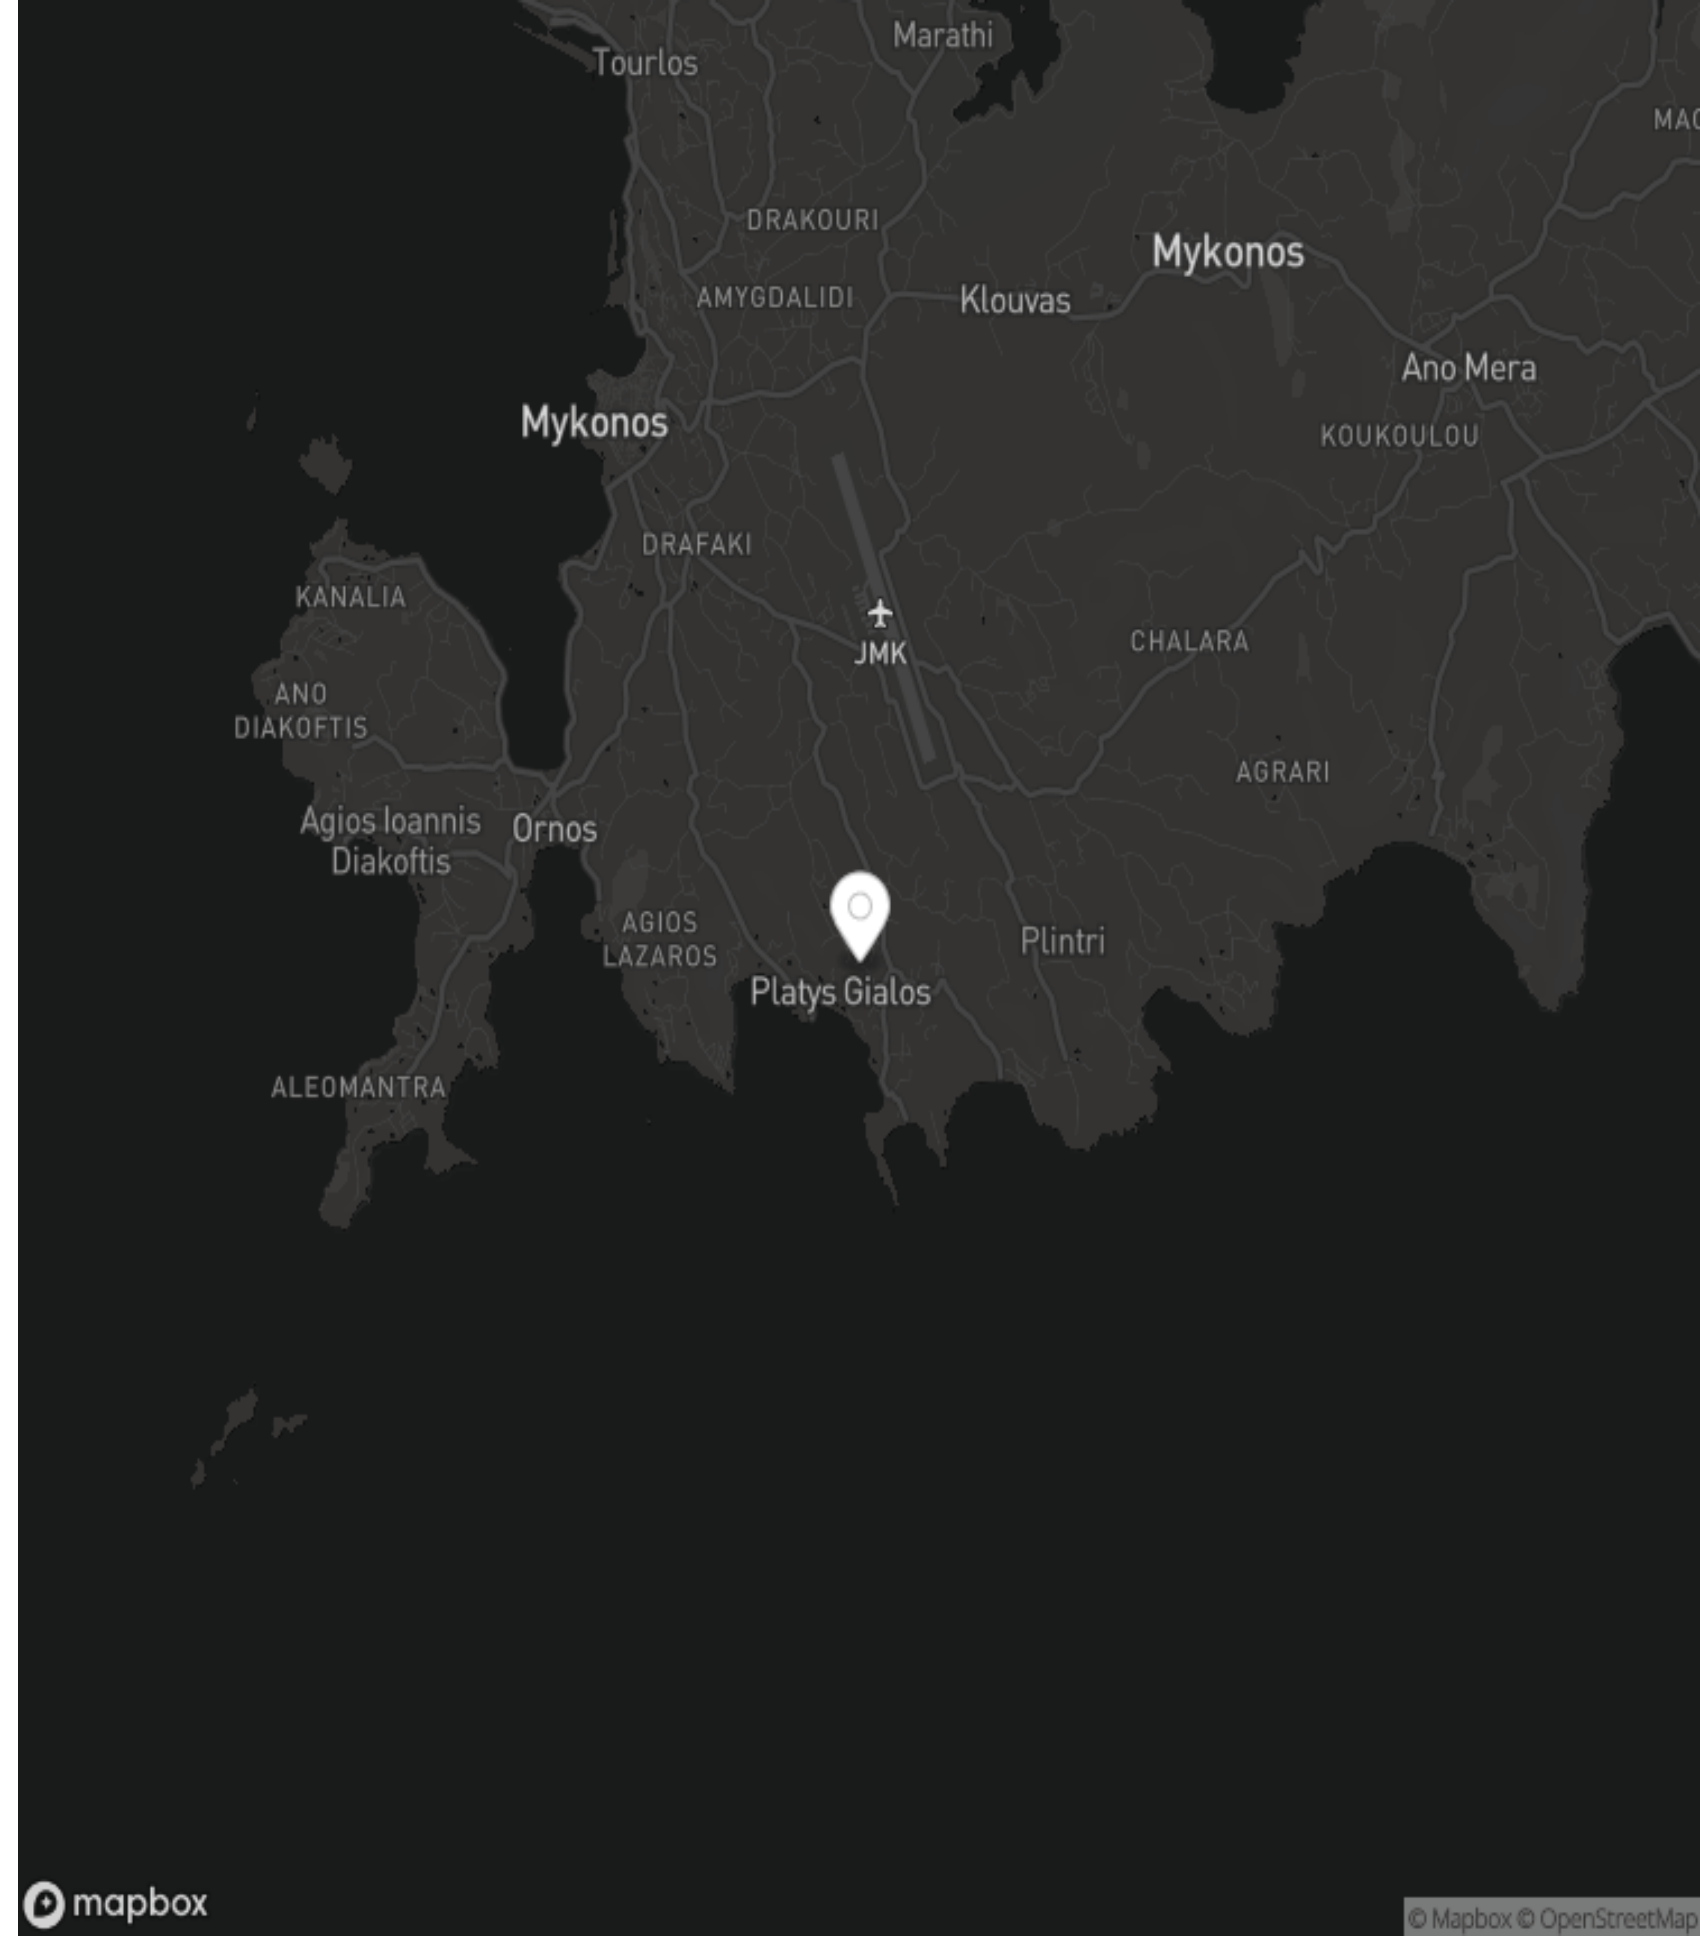 Marathi
Tourlos
MAO
DRAKOURI
Mykonos
AMYGDALIDI
Klouvas
Ano Mera
Mykonos
KOUKOULOU
DRAFAKI
KANALIA
JMK
CHALARA
ANO
DIAKOFTIS
AGRARI
Agios Ioannis
Diakoftis
Ornos
AGIOS
LAZAROS
Plintri
Platys Gialos
ALEOMANTRA
mapbox
© Mapbox © OpenStreetMap